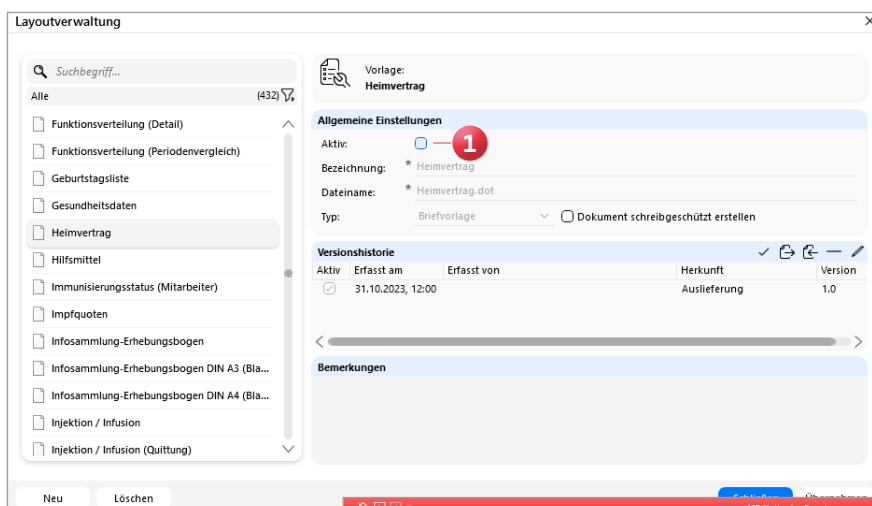 Layoutverwaltung
Suchbegriff...
Alle (432)
Funktionsverteilung (Detail)
Funktionsverteilung (Periodenvergleich)
Geburtstagsliste
Gesundheitsdaten
Heimvertrag
Hilfsmittel
Immunisierungsstatus (Mitarbeiter)
Impfquoten
Infosammlung-Erhebungsbogen
Infosammlung-Erhebungsbogen DIN A3 (Bla...
Infosammlung-Erhebungsbogen DIN A4 (Bla...
Injektion / Infusion
Injektion / Infusion (Quittung)
Neu Löschen
Vorlage:
Heimvertrag
Allgemeine Einstellungen
Aktiv: 1
Bezeichnung: * Heimvertrag
Dateiname: * Heimvertrag.dot
Typ: Briefvorlage Dokument schreibgeschützt erstellen
Versionshistorie
Aktiv Erfasst am Erfasst von Herkunft Version
31.10.2023, 12:00 Auslieferung 1.0
Bemerkungen
Schließen Übernehmen